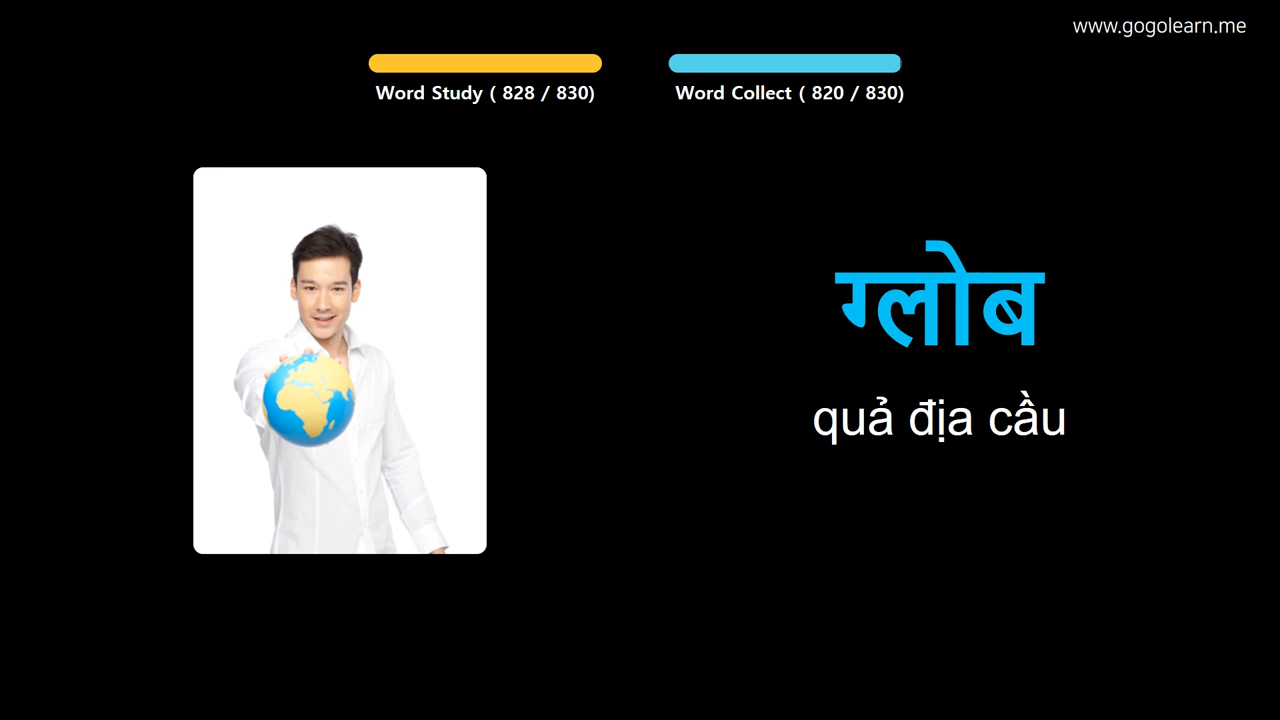 www.gogolearn.me
Word Study ( 828 / 830)
Word Collect ( 820 / 830)
ग्लोब
quả địa cầu